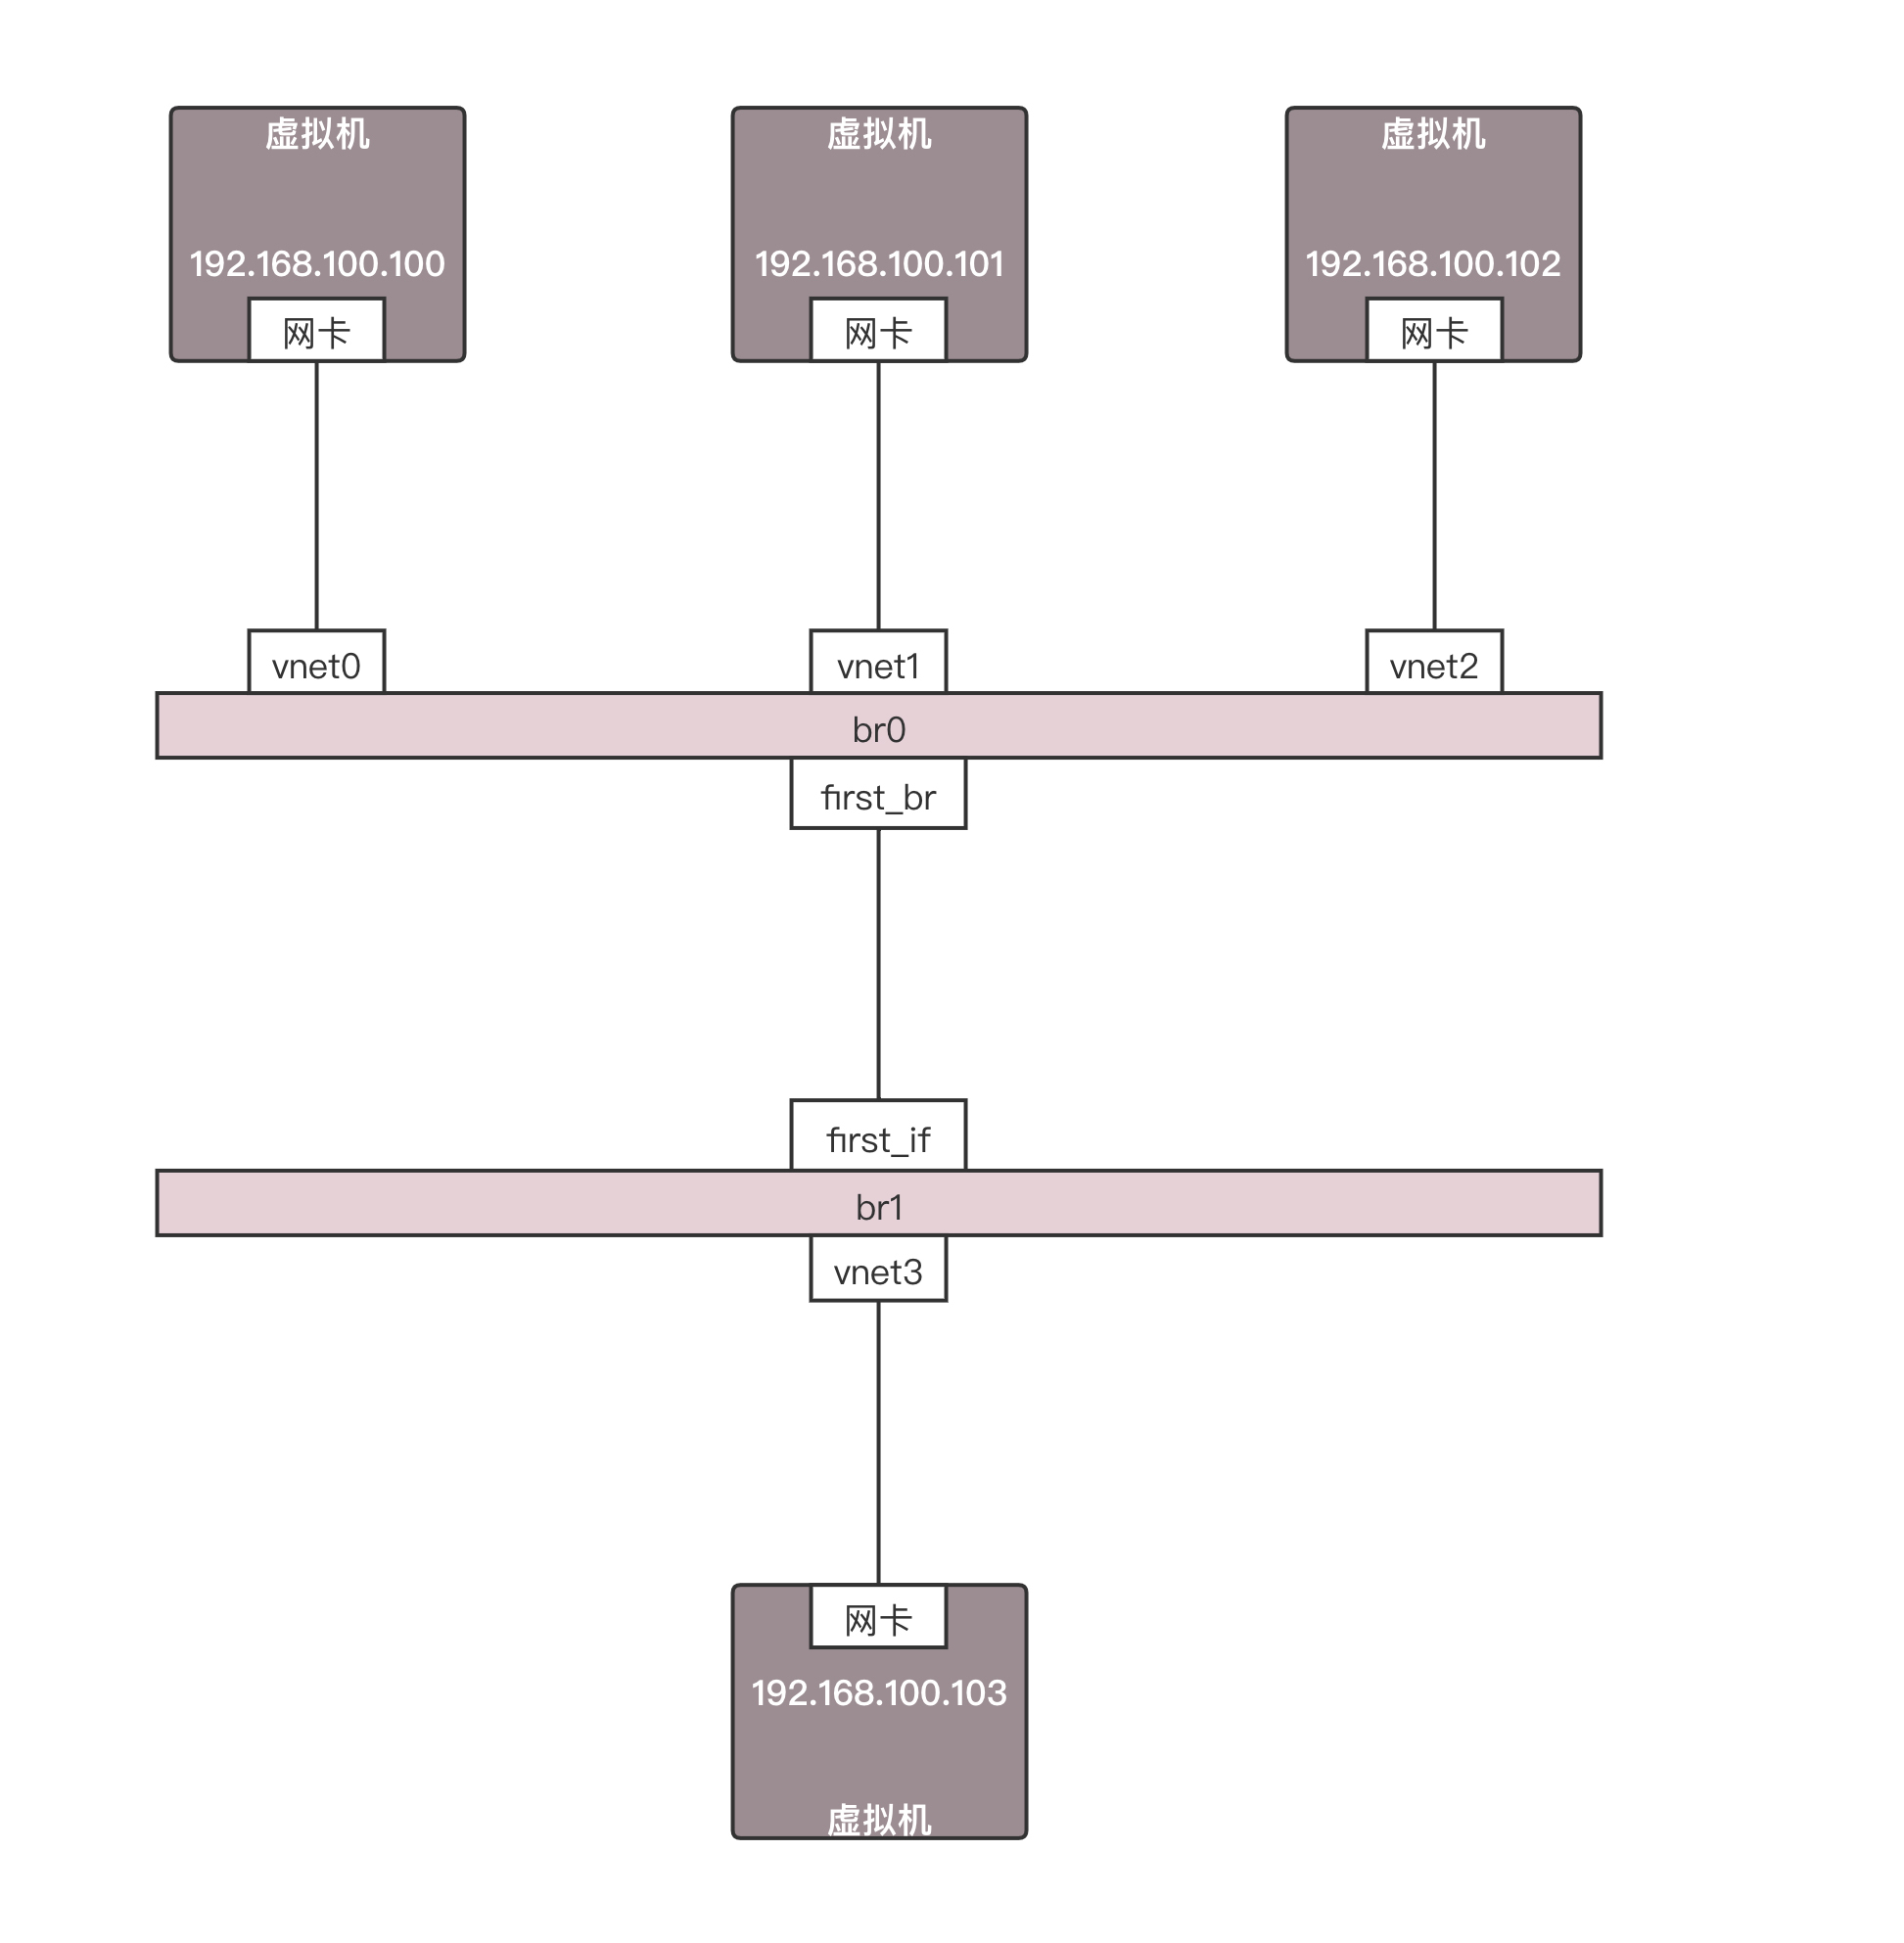 虚拟机
虚拟机
虚拟机
192.168.100.100
192.168.100.101
192.168.100.102
网卡
网卡
网卡
vnet0
vnet1
vnet2
br0
first_br
first_if
br1
vnet3
网卡
192.168.100.103
虚拟机